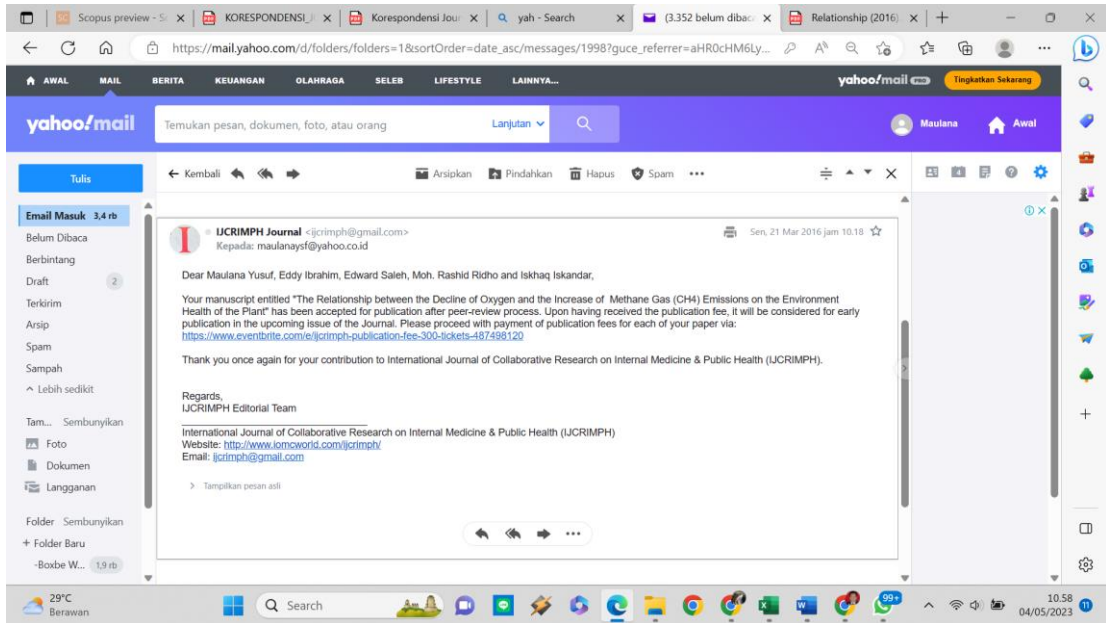 Scopus preview - S
KORESPONDENSI_J
Korespondensi Jour
yah - Search
(3.352 belum dibac
Relationship (2016)
https://mail.yahoo.com/d/folders/folders=1&sortOrder=date_asc/messages/1998?guce_referrer=aHR0cHM6Ly...
AWAL MAIL BERITA KEUANGAN OLAHRAGA SELEB LIFESTYLE LAINNYA...
yahoo!mail PRO
Tingkatkan Sekarang
yahoo!mail
Temukan pesan, dokumen, foto, atau orang
Lanjutan
Maulana
Awal
Tulis
Kembali
Arsipkan
Pindahkan
Hapus
Spam
Email Masuk 3,4 rb
Belum Dibaca
Berbintang
Draft 2
Terkirim
Arsip
Spam
Sampah
Lebih sedikit
Tam... Sembunyikan
Foto
Dokumen
Langganan
Folder Sembunyikan
+ Folder Baru
-Boxbe W... 1,9 rb
IJCRIMPH Journal <ijcrimph@gmail.com>
Sen, 21 Mar 2016 jam 10.18
Kepada: maulanaysf@yahoo.co.id
Dear Maulana Yusuf, Eddy Ibrahim, Edward Saleh, Moh. Rashid Ridho and Iskhaq Iskandar,
Your manuscript entitled "The Relationship between the Decline of Oxygen and the Increase of Methane Gas (CH4) Emissions on the Environment
Health of the Plant" has been accepted for publication after peer-review process. Upon having received the publication fee, it will be considered for early
publication in the upcoming issue of the Journal. Please proceed with payment of publication fees for each of your paper via:
https://www.eventbrite.com/e/ijcrimph-publication-fee-300-tickets-487498120
Thank you once again for your contribution to International Journal of Collaborative Research on Internal Medicine & Public Health (IJCRIMPH).
Regards,
IJCRIMPH Editorial Team
International Journal of Collaborative Research on Internal Medicine & Public Health (IJCRIMPH)
Website: http://www.iomcworld.com/ijcrimph/
Email: ijcrimph@gmail.com
Tampilkan pesan asli
29°C
Berawan
Search
99+
10.58
04/05/2023
11